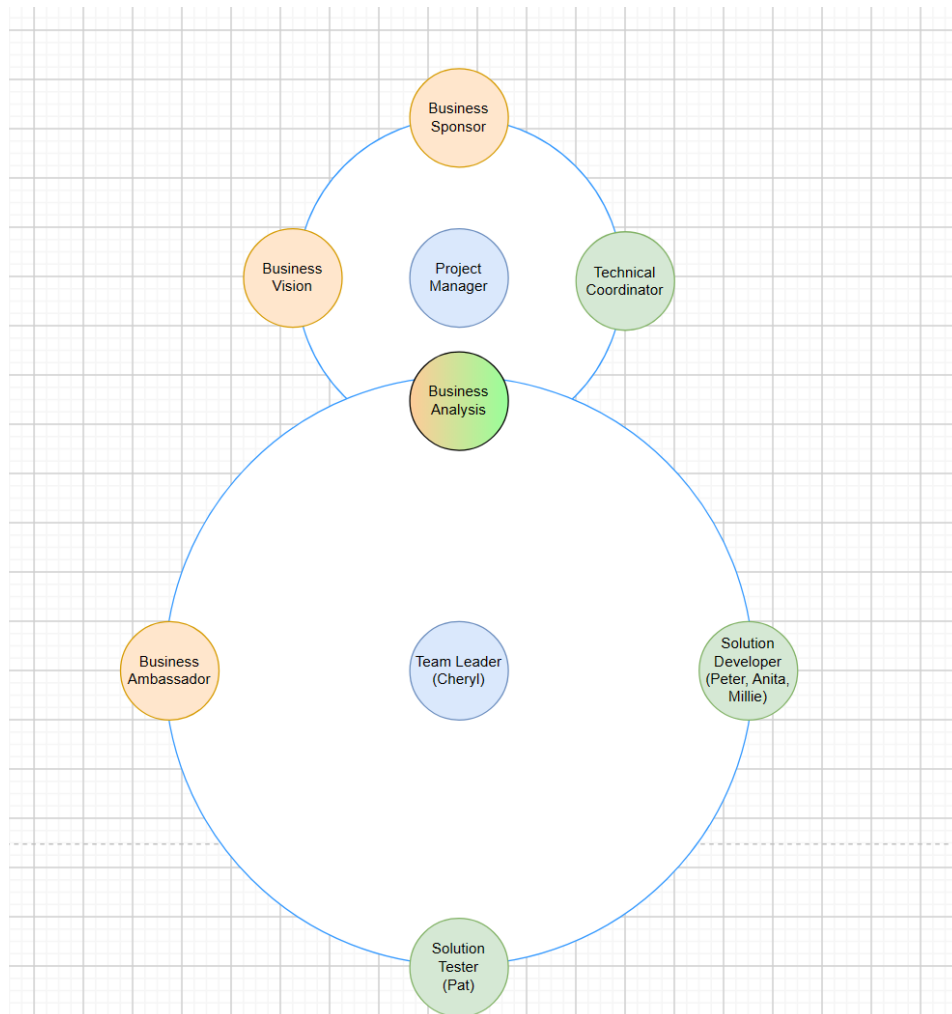 Business
Sponsor
Business
Vision
Project
Manager
Technical
Coordinator
Business
Analysis
Business
Ambassador
Team Leader
(Cheryl)
Solution
Developer
(Peter, Anita,
Millie)
Solution
Tester
(Pat)